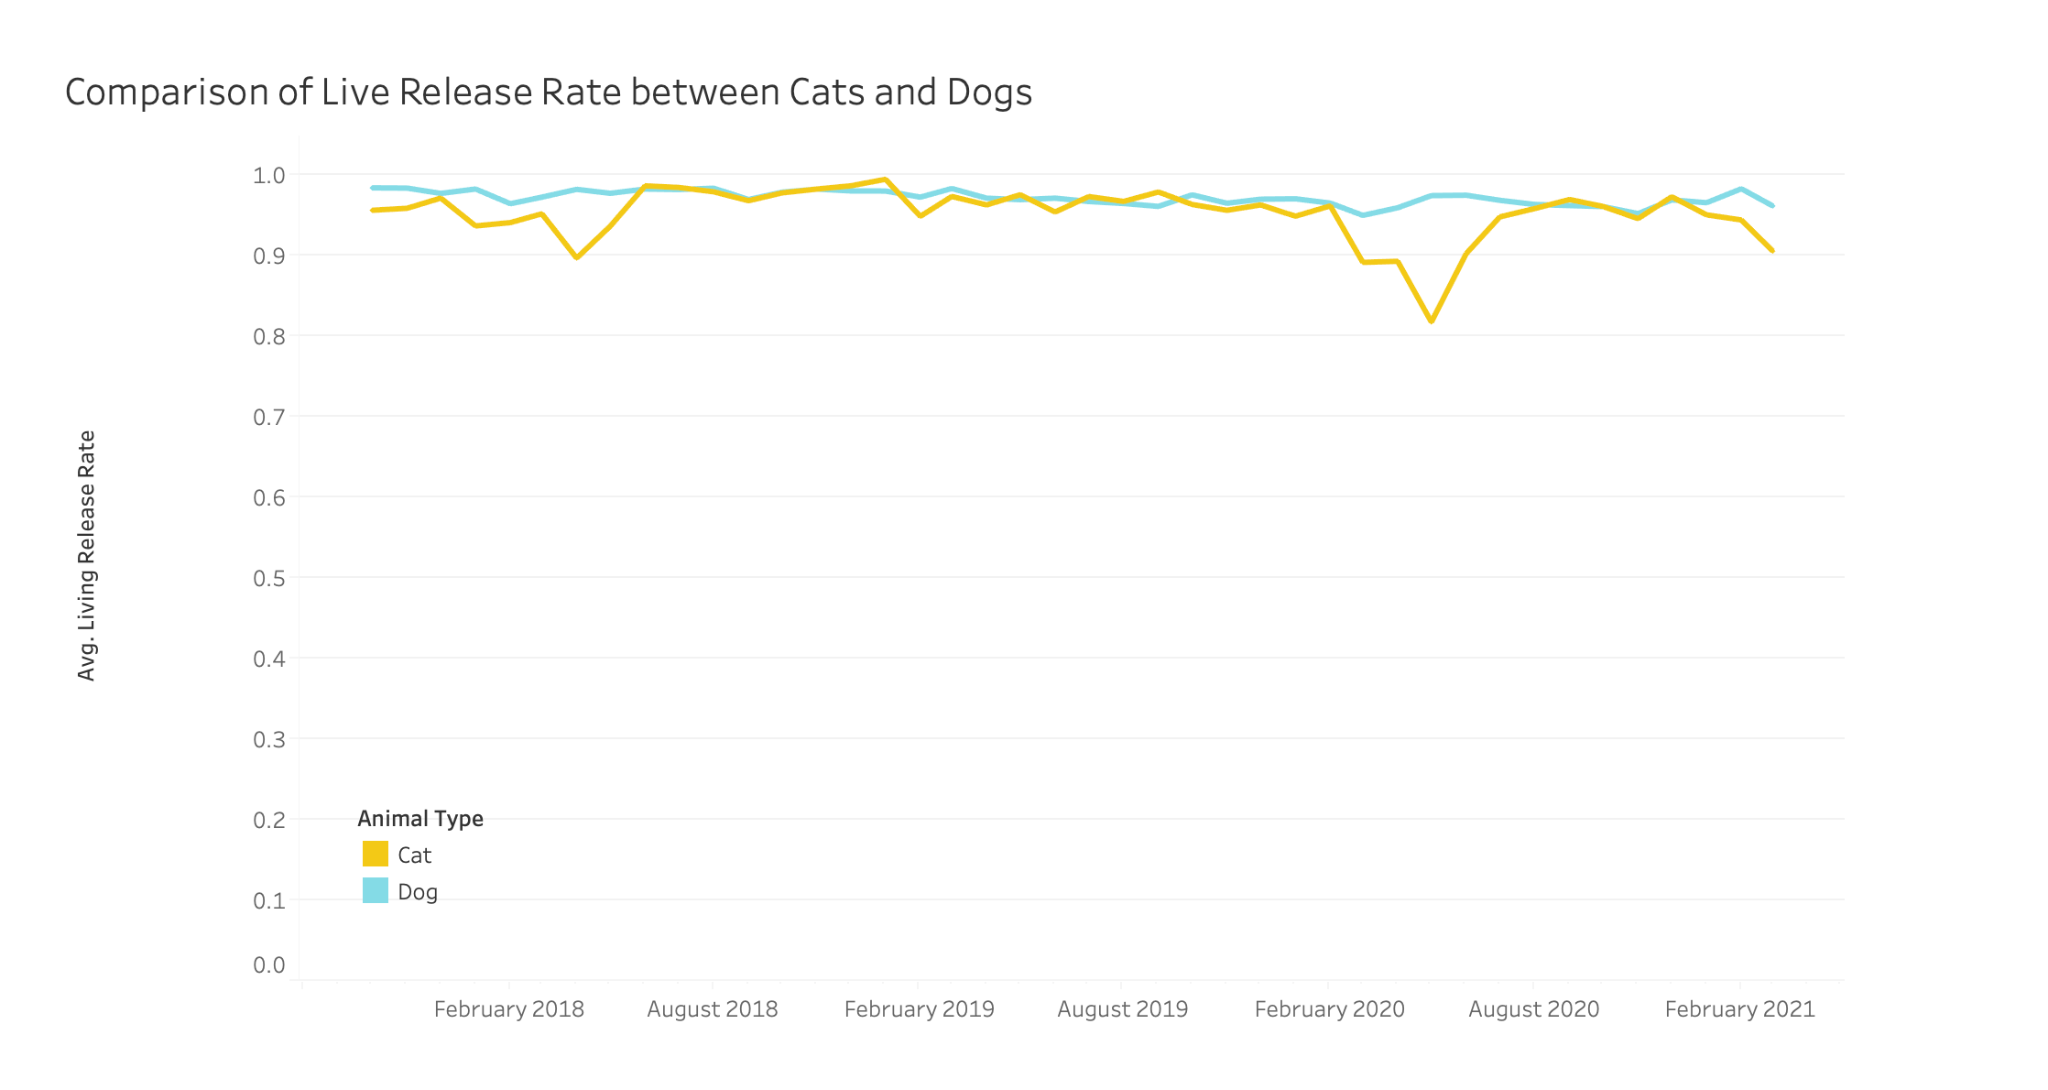 Comparison of Live Release Rate between Cats and Dogs
Avg. Living Release Rate
1.0
0.9
0.8
0.7
0.6
0.5
0.4
0.3
0.2
0.1
0.0
Animal Type
Cat
Dog
February 2018
August 2018
February 2019
August 2019
February 2020
August 2020
February 2021